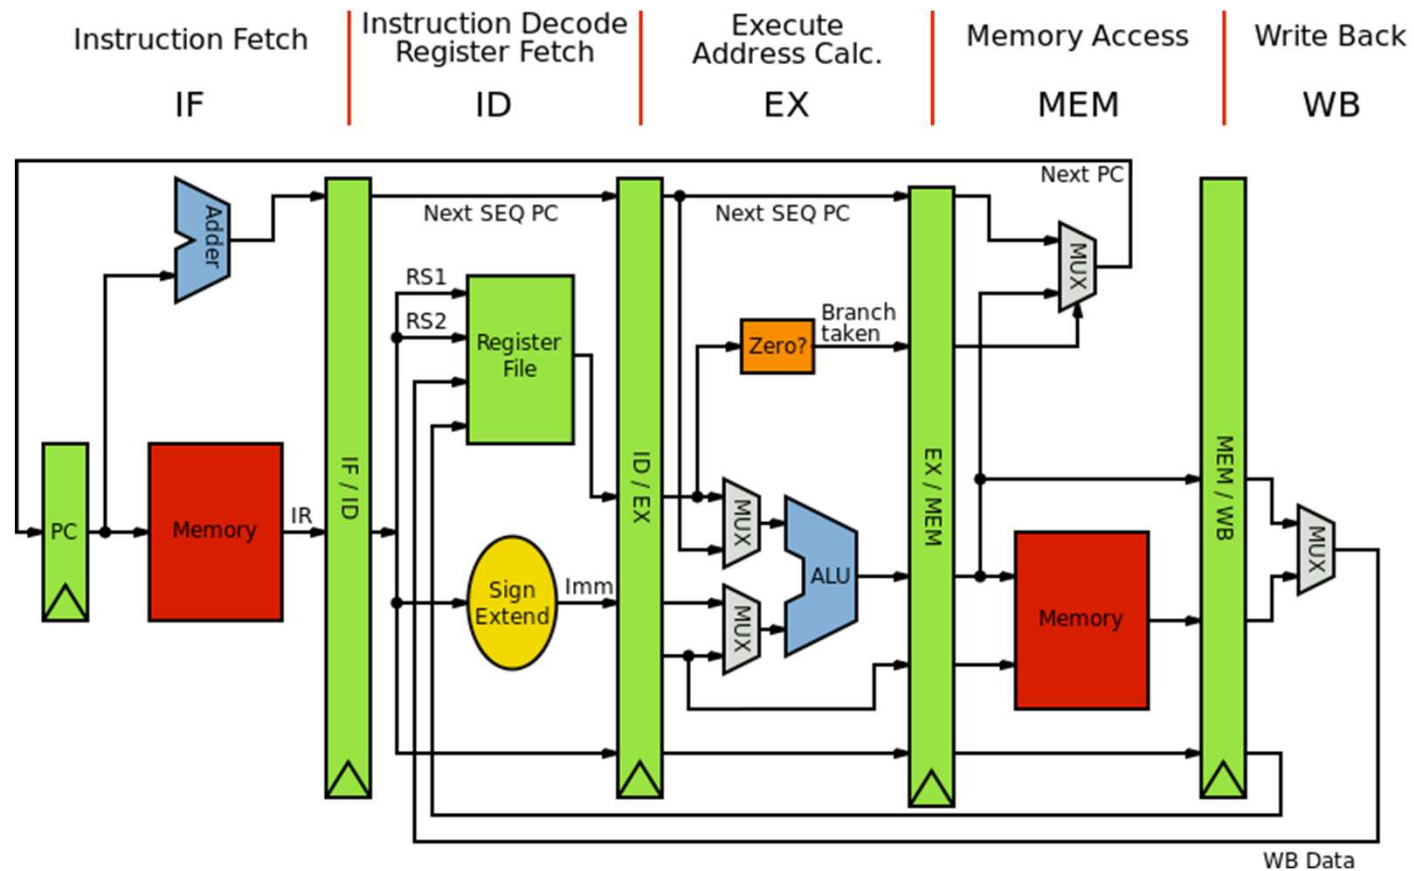 Instruction Fetch
IF
Instruction Decode
Register Fetch
ID
Execute
Address Calc.
EX
Memory Access
MEM
Write Back
WB
Next PC
Adder
Next SEQ PC
Next SEQ PC
MUX
RS1
RS2
Register
File
Zero?
Branch
taken
PC
Memory
IR
IF / ID
ID / EX
EX / MEM
MEM / WB
MUX
MUX
ALU
Sign
Extend
Imm
Memory
MUX
WB Data